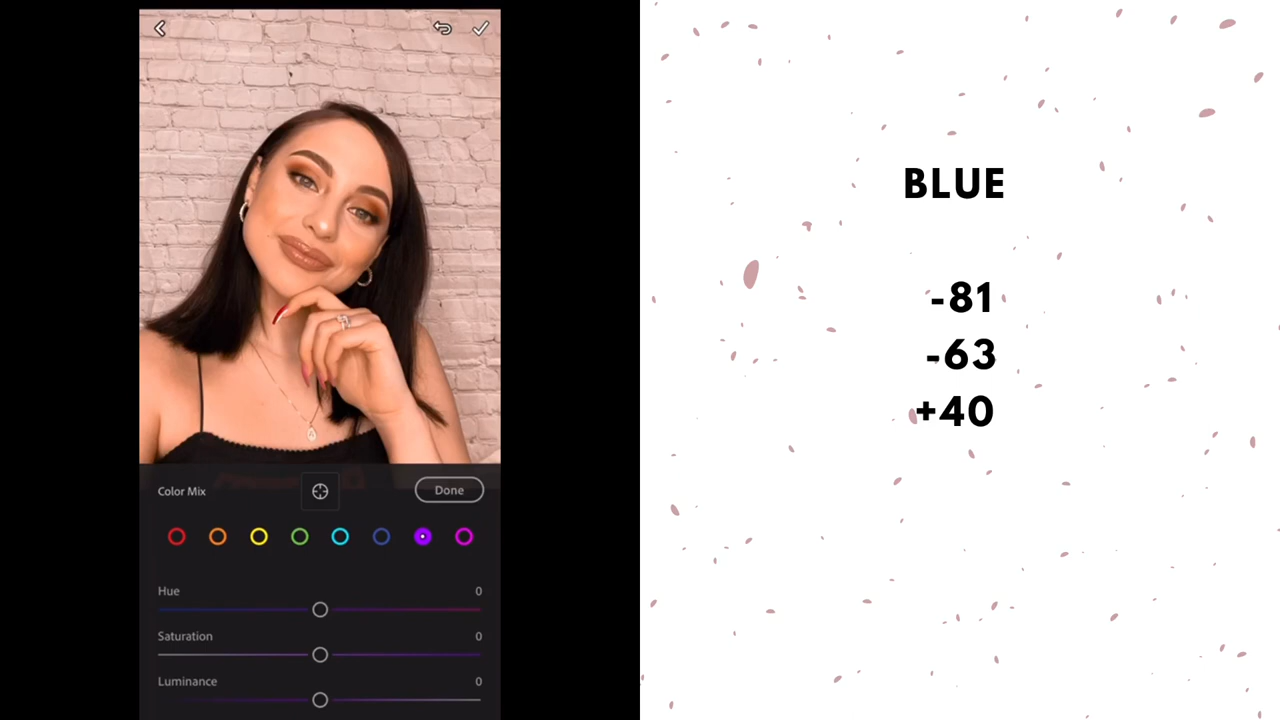 Color Mix
Done
Hue 0
Saturation 0
Luminance 0
BLUE
-81
-63
+40